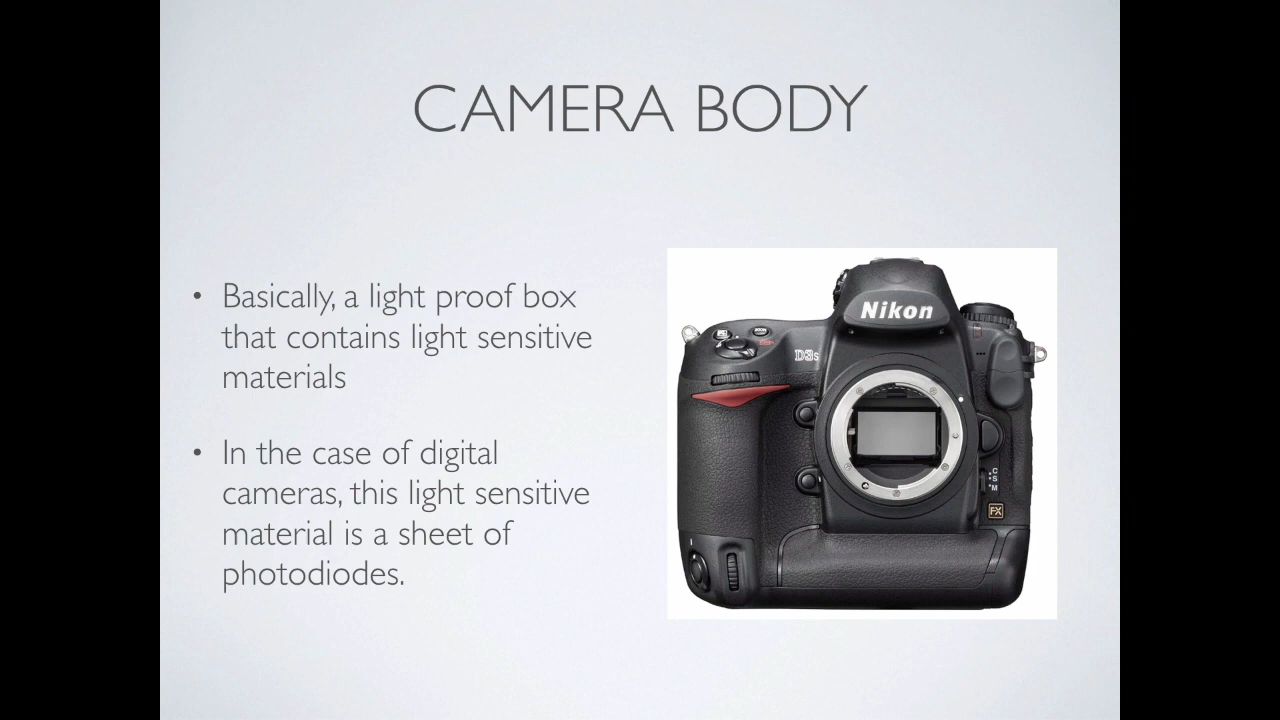 CAMERA BODY
• Basically, a light proof box
that contains light sensitive
materials
• In the case of digital
cameras, this light sensitive
material is a sheet of
photodiodes.
Nikon
D3s
C
S
M
FX